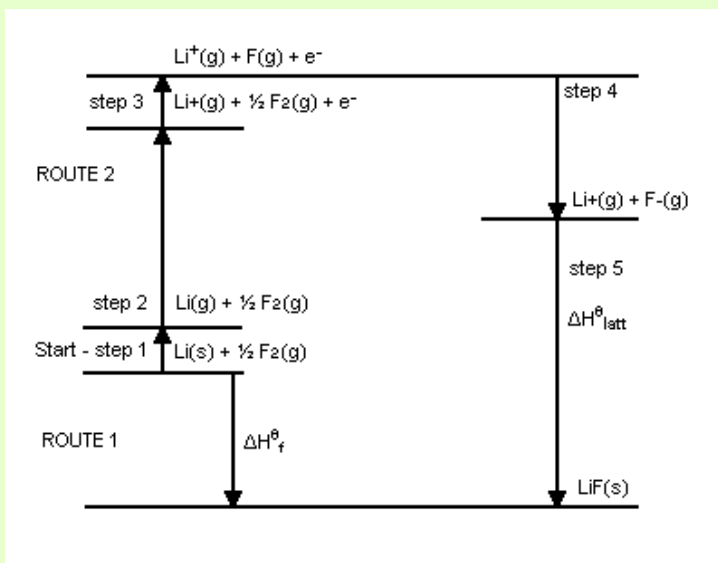 Li⁺(g) + F(g) + e⁻
step 3 Li+(g) + ½ F₂(g) + e⁻
step 4
ROUTE 2
Li+(g) + F-(g)
step 5
step 2 Li(g) + ½ F₂(g)
ΔHᶿlatt
Start - step 1 Li(s) + ½ F₂(g)
ROUTE 1
ΔHᶿf
LiF(s)